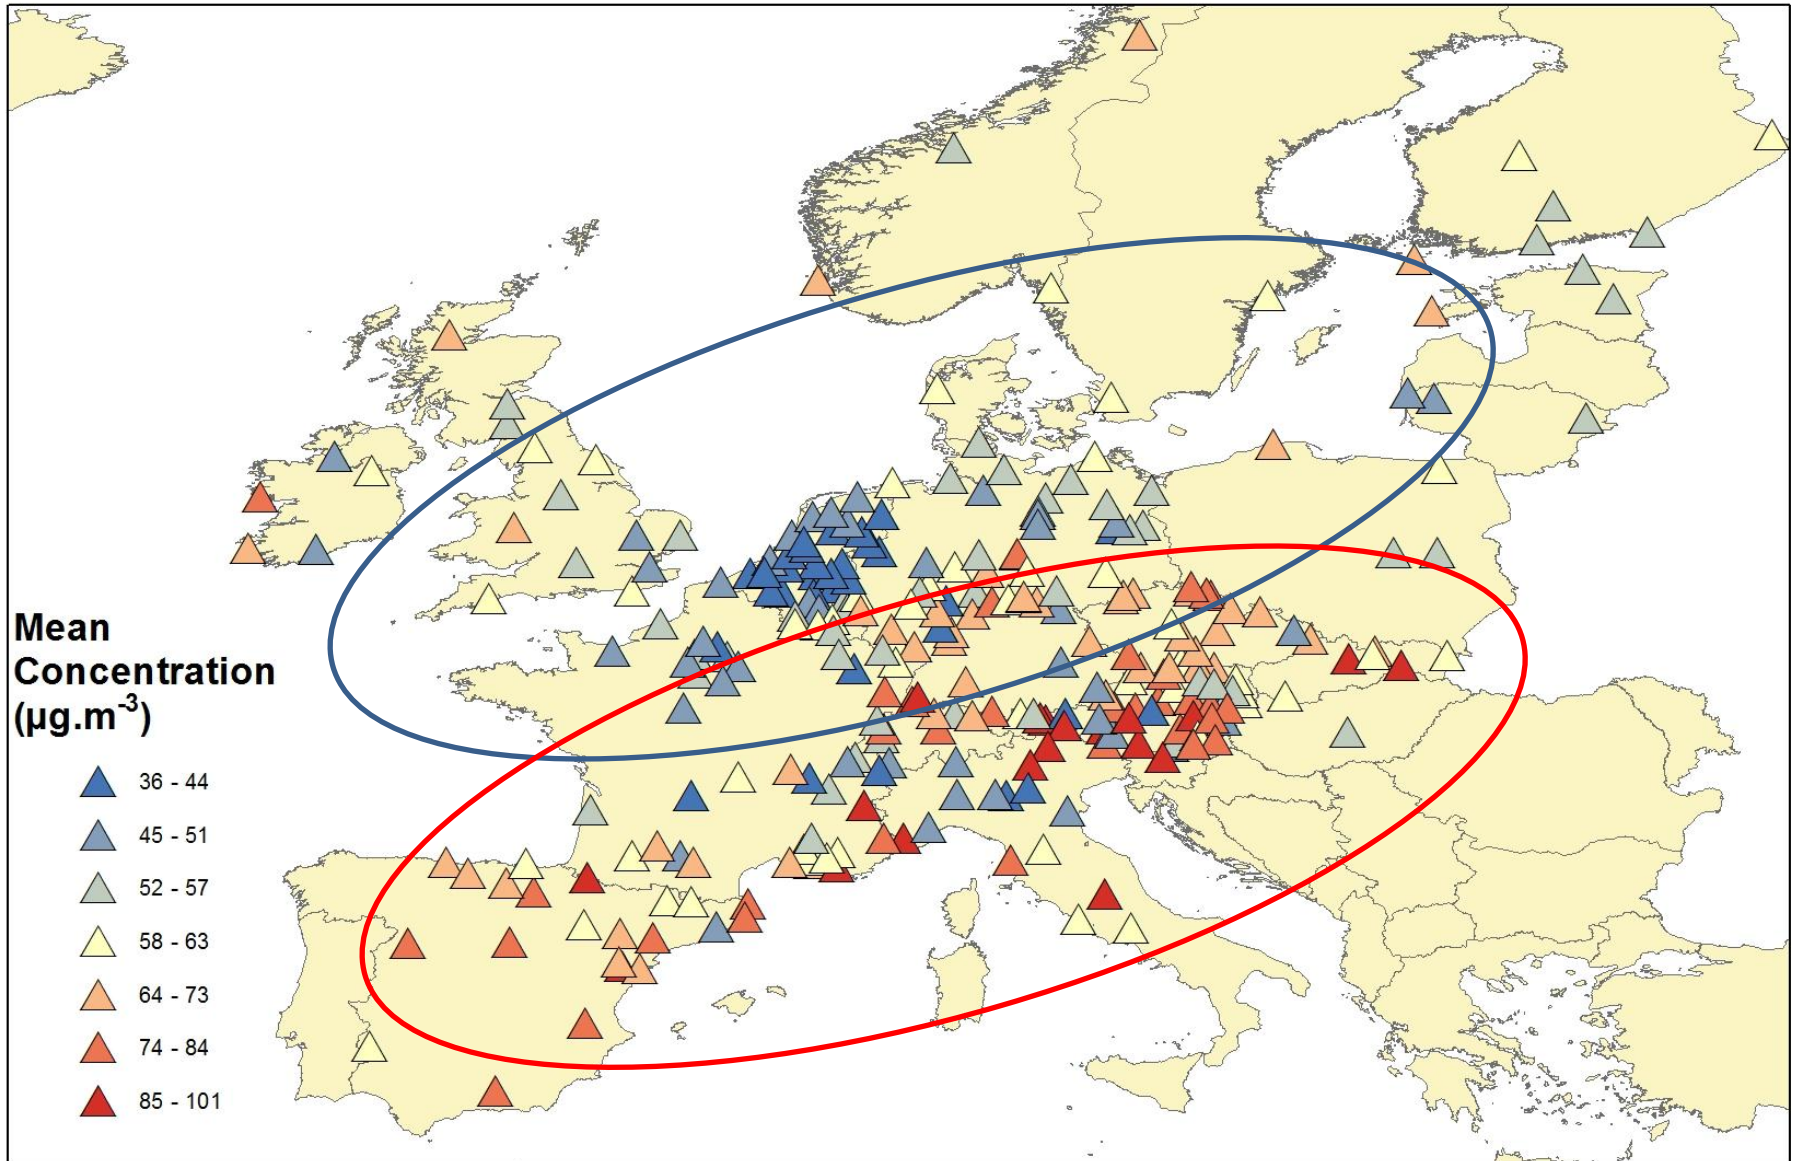 Mean
Concentration
(µg.m-3)
36 - 44
45 - 51
52 - 57
58 - 63
64 - 73
74 - 84
85 - 101